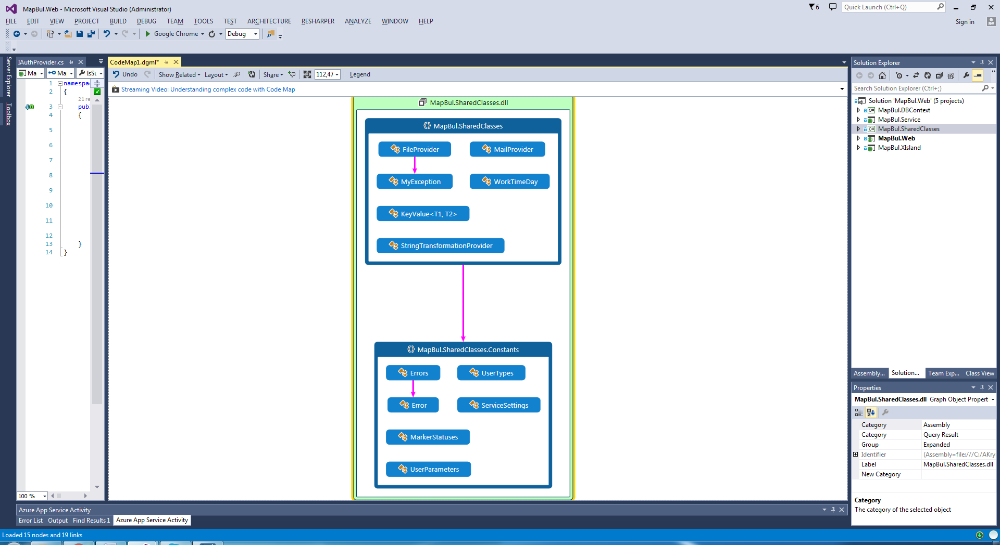 MapBul.Web - Microsoft Visual Studio (Administrator)
6
Quick Launch (Ctrl+Q)
FILE EDIT VIEW PROJECT BUILD DEBUG TEAM TOOLS TEST ARCHITECTURE RESHARPER ANALYZE WINDOW HELP
Sign in
Google Chrome
Debug
Server Explorer
Toolbox
IAuthProvider.cs
Ma
Ma
IsSu
1 namespac
2 {
21 re
3 publ
4 {
5
6
7
8
9
10
11
12
13 }
14 }
100 %
CodeMap1.dgml*
Undo
Show Related
Layout
Share
112,47
Legend
Streaming Video: Understanding complex code with Code Map
MapBul.SharedClasses.dll
MapBul.SharedClasses
FileProvider
MailProvider
MyException
WorkTimeDay
KeyValue<T1, T2>
StringTransformationProvider
MapBul.SharedClasses.Constants
Errors
UserTypes
Error
ServiceSettings
MarkerStatuses
UserParameters
Solution Explorer
Search Solution Explorer (Ctrl+;)
Solution 'MapBul.Web' (5 projects)
C# MapBul.DBContext
MapBul.Service
C# MapBul.SharedClasses
MapBul.Web
MapBul.XIsland
Assembly... Solution... Team Exp... Class View
Properties
MapBul.SharedClasses.dll Graph Object Propert
Category Assembly
Category Query Result
Group Expanded
Identifier (Assembly=file:///C:/AKry
Label MapBul.SharedClasses.dll
New Category
Category
The category of the selected object
Azure App Service Activity
Error List Output Find Results 1 Azure App Service Activity
Loaded 15 nodes and 19 links